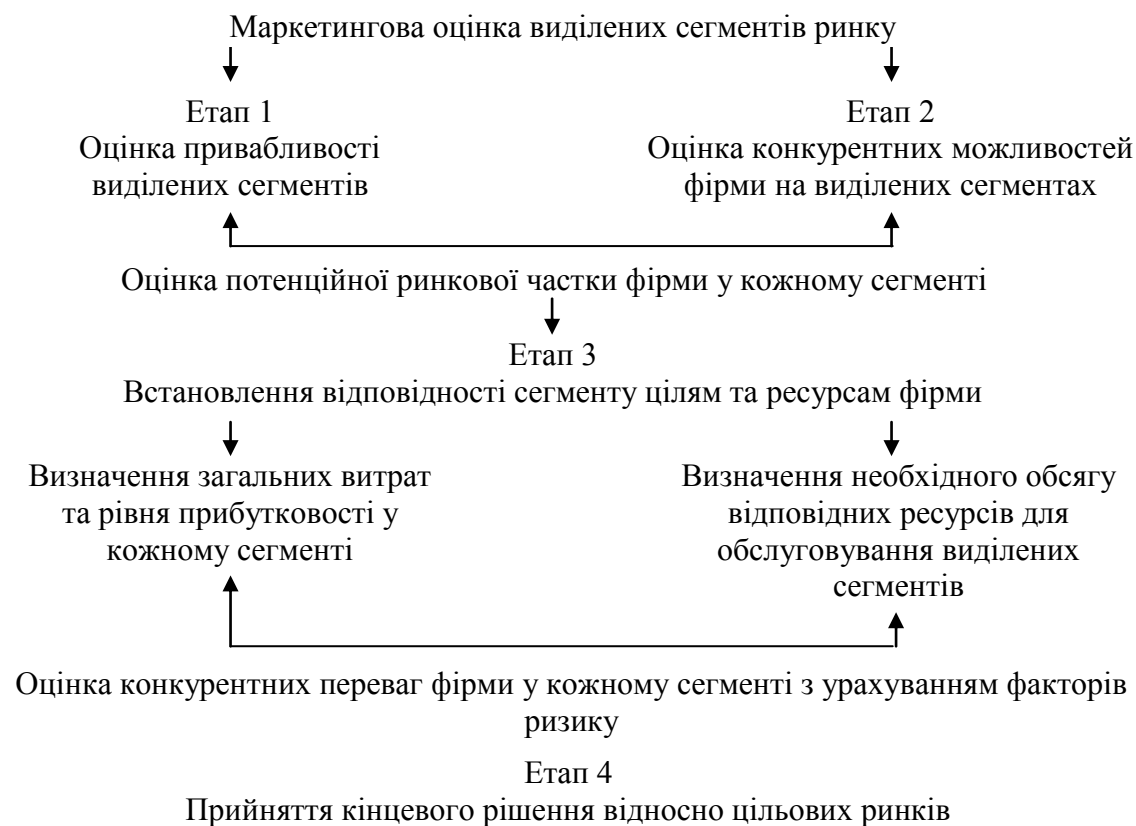 Маркетингова оцінка виділених сегментів ринку
Етап 1
Оцінка привабливості
виділених сегментів
Етап 2
Оцінка конкурентних можливостей
фірми на виділених сегментах
Оцінка потенційної ринкової частки фірми у кожному сегменті
Етап 3
Встановлення відповідності сегменту цілям та ресурсам фірми
Визначення загальних витрат
та рівня прибутковості у
кожному сегменті
Визначення необхідного обсягу
відповідних ресурсів для
обслуговування виділених
сегментів
Оцінка конкурентних переваг фірми у кожному сегменті з урахуванням факторів
ризику
Етап 4
Прийняття кінцевого рішення відносно цільових ринків